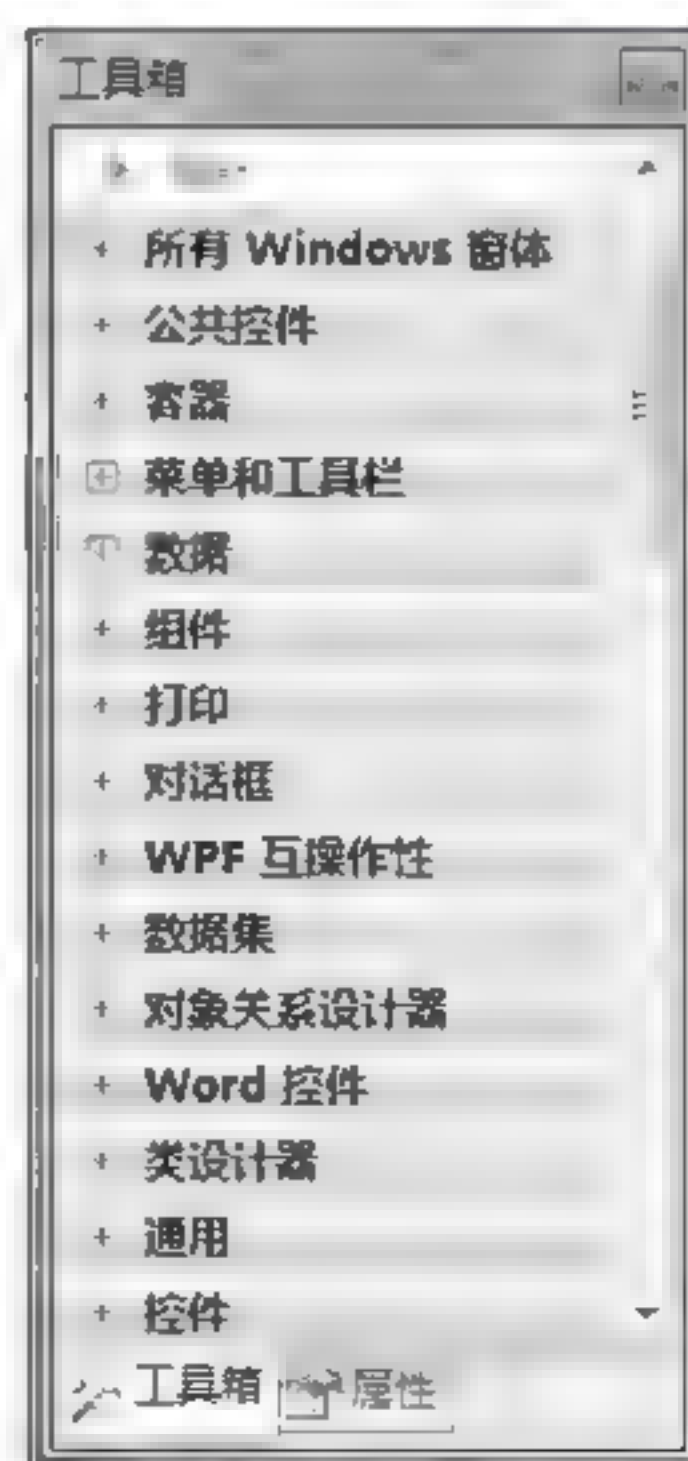 工具箱
所有 Windows 窗体
公共控件
容器
菜单和工具栏
数据
组件
打印
对话框
WPF 互操作性
数据集
对象关系设计器
Word 控件
类设计器
通用
控件
工具箱 属性